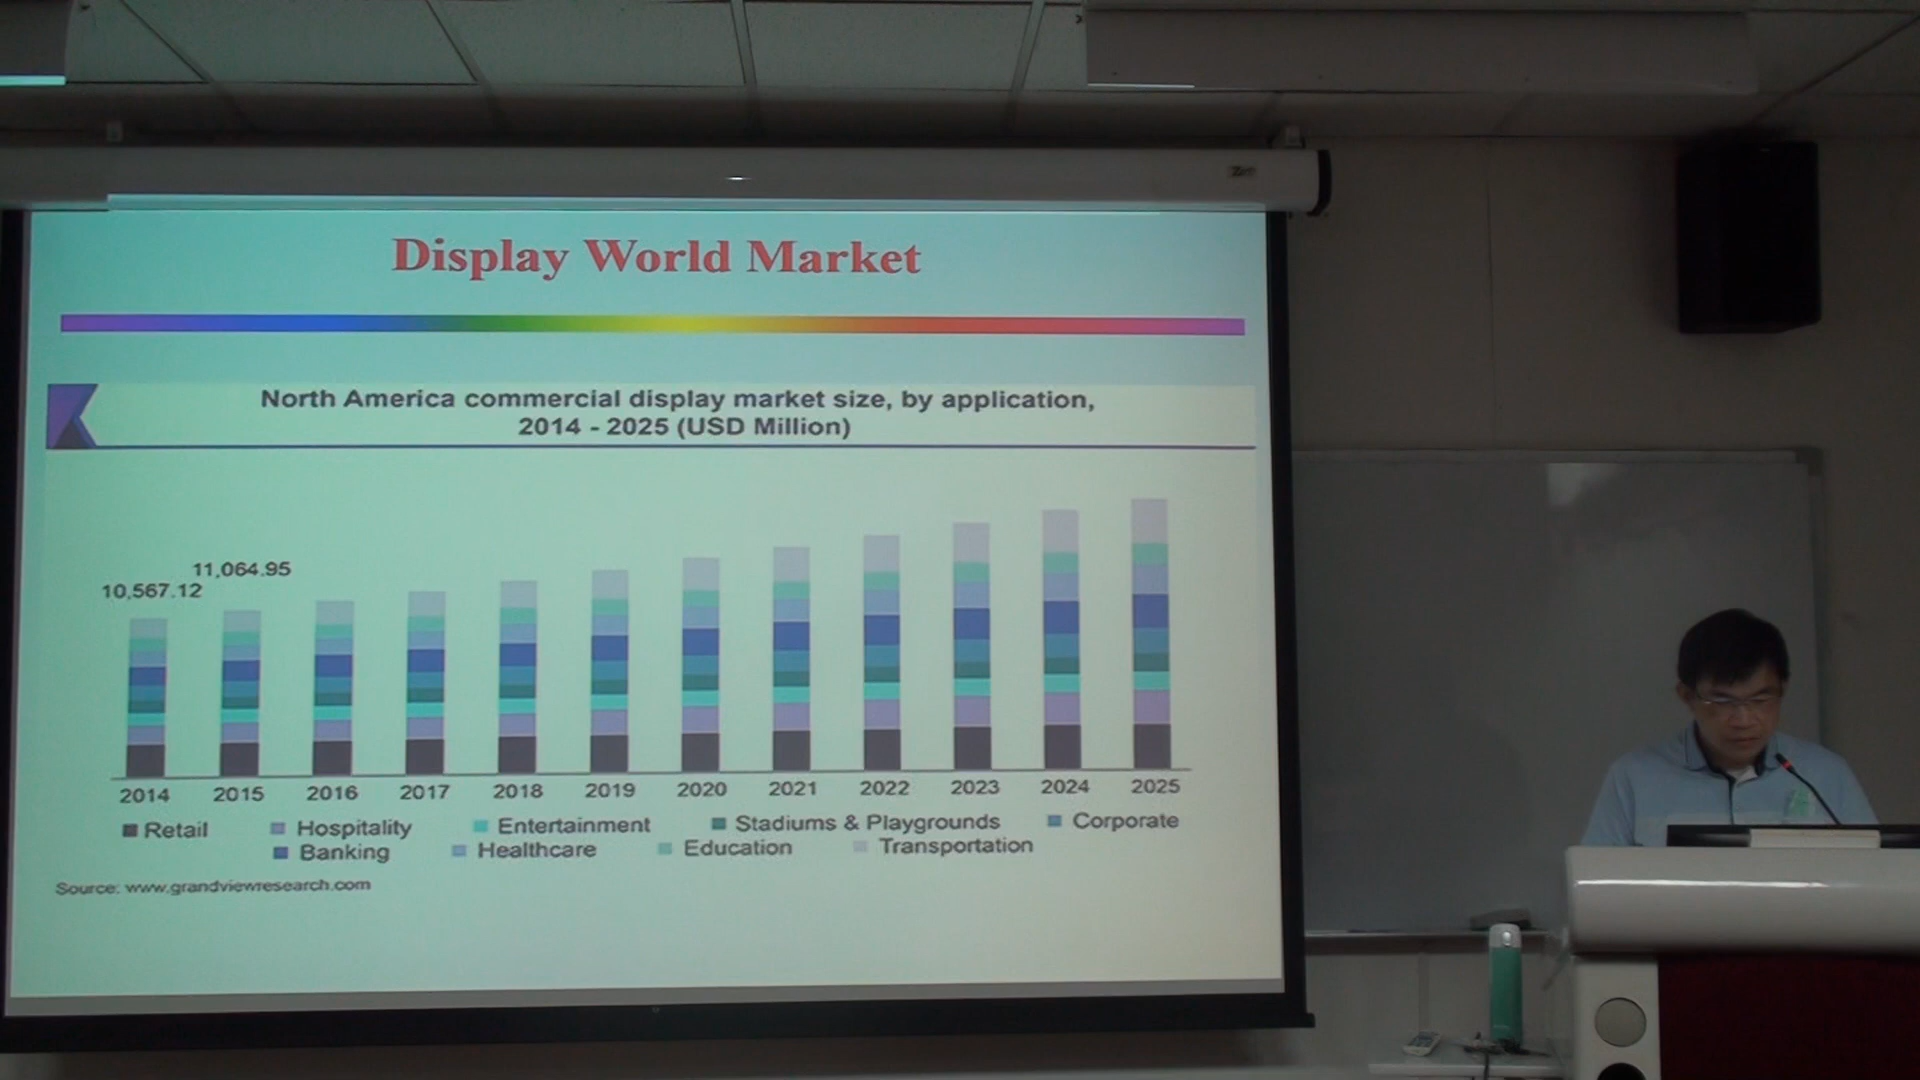 Display World Market
North America commercial display market size, by application,
2014 - 2025 (USD Million)
11,064.95
10,567.12
2014 2015 2016 2017 2018 2019 2020 2021 2022 2023 2024 2025
Retail Hospitality Entertainment Stadiums & Playgrounds Corporate
Banking Healthcare Education Transportation
Source: www.grandviewresearch.com